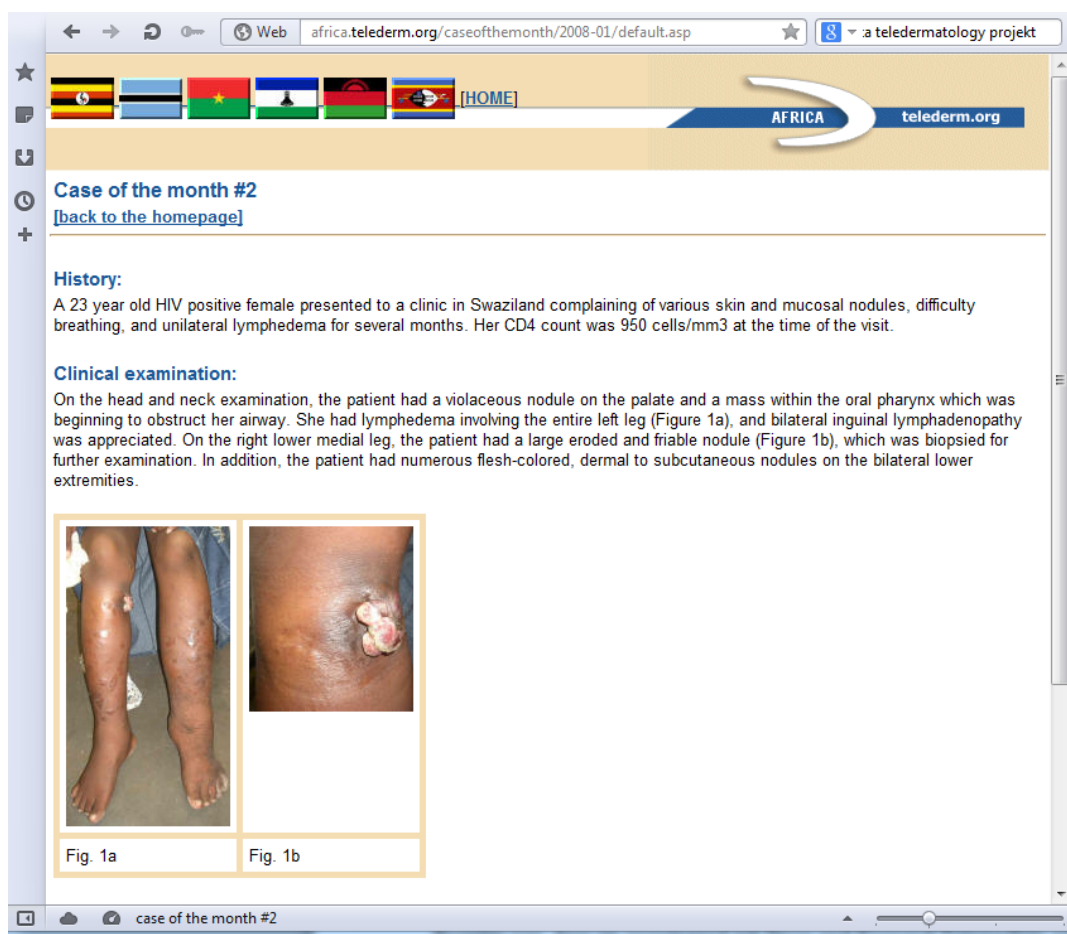 Web
africa.telederm.org/caseofthemonth/2008-01/default.asp
:a teledermatology projekt
[HOME]
AFRICA
telederm.org
Case of the month #2
[back to the homepage]
History:
A 23 year old HIV positive female presented to a clinic in Swaziland complaining of various skin and mucosal nodules, difficulty
breathing, and unilateral lymphedema for several months. Her CD4 count was 950 cells/mm3 at the time of the visit.
Clinical examination:
On the head and neck examination, the patient had a violaceous nodule on the palate and a mass within the oral pharynx which was
beginning to obstruct her airway. She had lymphedema involving the entire left leg (Figure 1a), and bilateral inguinal lymphadenopathy
was appreciated. On the right lower medial leg, the patient had a large eroded and friable nodule (Figure 1b), which was biopsied for
further examination. In addition, the patient had numerous flesh-colored, dermal to subcutaneous nodules on the bilateral lower
extremities.
Fig. 1a
Fig. 1b
case of the month #2